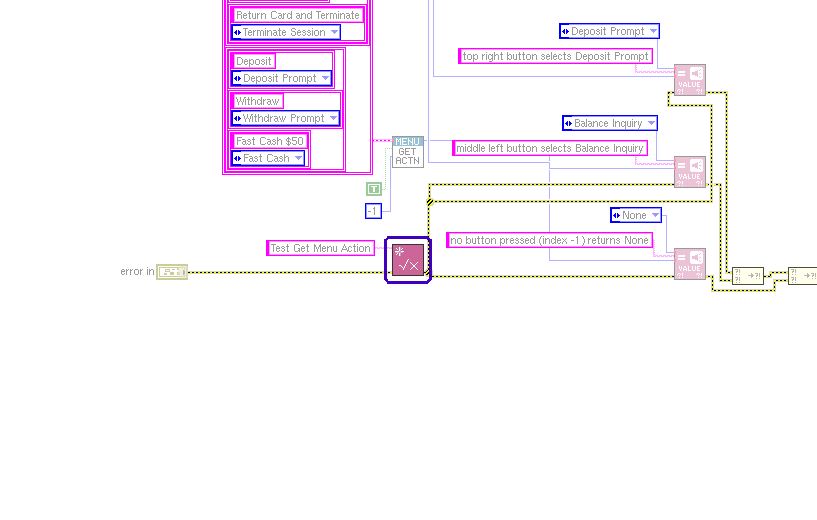 Return Card and Terminate
Terminate Session
Deposit
Deposit Prompt
Withdraw
Withdraw Prompt
Fast Cash $50
Fast Cash
MENU
GET
ACTN
T
-1
Deposit Prompt
top right button selects Deposit Prompt
=
VALUE
?!
Balance Inquiry
middle left button selects Balance Inquiry
=
VALUE
?!
None
no button pressed (index -1) returns None
=
VALUE
?!
Test Get Menu Action
*
√x
error in
?!
?!
?!
?!
?!
?!